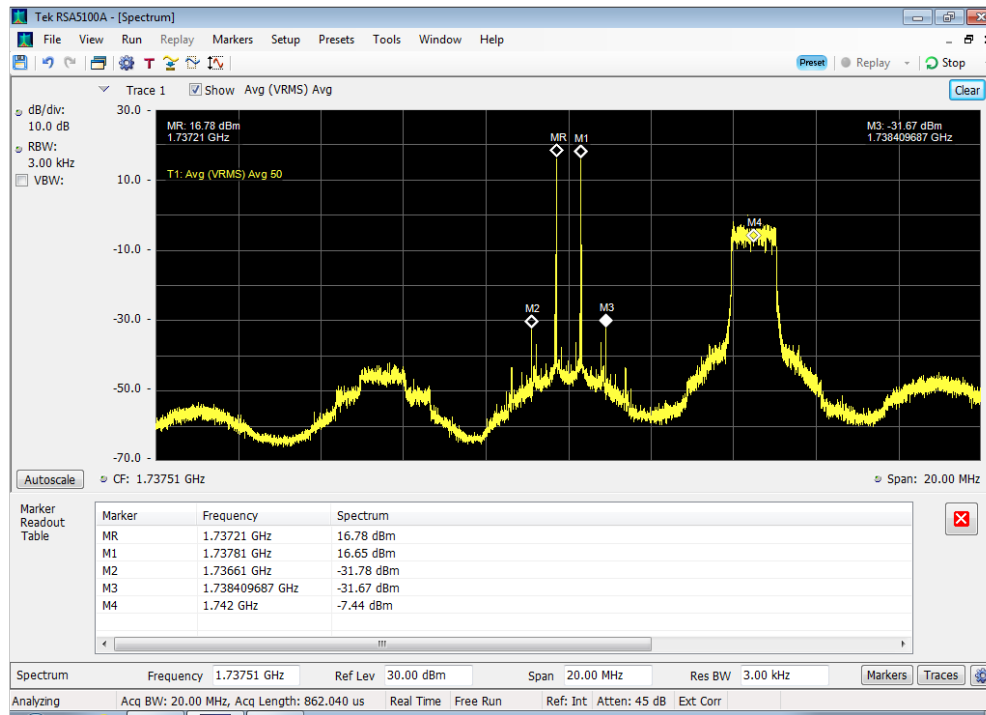 Tek RSA5100A - [Spectrum]
File View Run Replay Markers Setup Presets Tools Window Help
T Preset Replay Stop
Trace 1 Show Avg (VRMS) Avg Clear
dB/div:
10.0 dB
RBW:
3.00 kHz
VBW:
30.0
10.0
-10.0
-30.0
-50.0
-70.0
MR: 16.78 dBm
1.73721 GHz
M3: -31.67 dBm
1.738409687 GHz
T1: Avg (VRMS) Avg 50
MR M1
M4
M2 M3
Autoscale CF: 1.73751 GHz Span: 20.00 MHz
Marker
Readout
Table
Marker Frequency Spectrum
MR 1.73721 GHz 16.78 dBm
M1 1.73781 GHz 16.65 dBm
M2 1.73661 GHz -31.78 dBm
M3 1.738409687 GHz -31.67 dBm
M4 1.742 GHz -7.44 dBm
Spectrum Frequency 1.73751 GHz Ref Lev 30.00 dBm Span 20.00 MHz Res BW 3.00 kHz Markers Traces
Analyzing Acq BW: 20.00 MHz, Acq Length: 862.040 us Real Time Free Run Ref: Int Atten: 45 dB Ext Corr